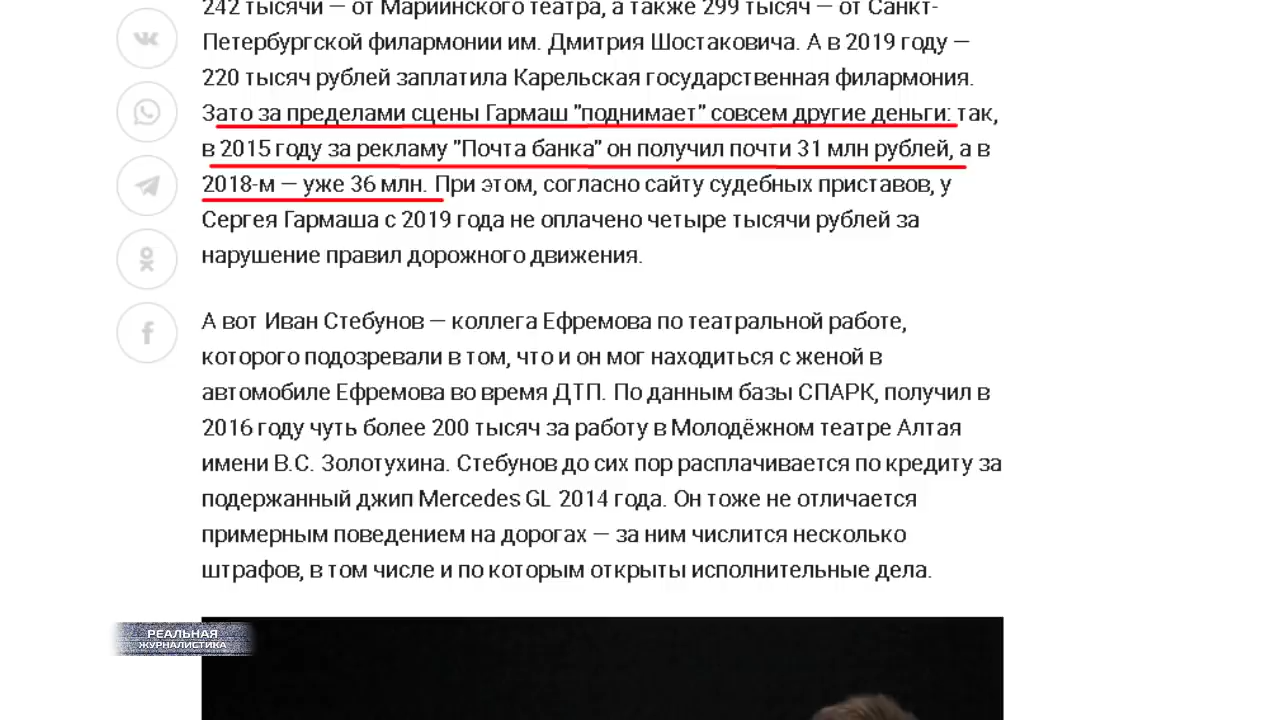 242 тысячи — от Мариинского театра, а также 299 тысяч — от Санкт-
Петербургской филармонии им. Дмитрия Шостаковича. А в 2019 году —
220 тысяч рублей заплатила Карельская государственная филармония.
Зато за пределами сцены Гармаш "поднимает" совсем другие деньги: так,
в 2015 году за рекламу "Почта банка" он получил почти 31 млн рублей, а в
2018-м — уже 36 млн. При этом, согласно сайту судебных приставов, у
Сергея Гармаша с 2019 года не оплачено четыре тысячи рублей за
нарушение правил дорожного движения.
А вот Иван Стебунов — коллега Ефремова по театральной работе,
которого подозревали в том, что и он мог находиться с женой в
автомобиле Ефремова во время ДТП. По данным базы СПАРК, получил в
2016 году чуть более 200 тысяч за работу в Молодёжном театре Алтая
имени В.С. Золотухина. Стебунов до сих пор расплачивается по кредиту за
подержанный джип Mercedes GL 2014 года. Он тоже не отличается
примерным поведением на дорогах — за ним числится несколько
штрафов, в том числе и по которым открыты исполнительные дела.
РЕАЛЬНАЯ
ЖУРНАЛИСТИКА